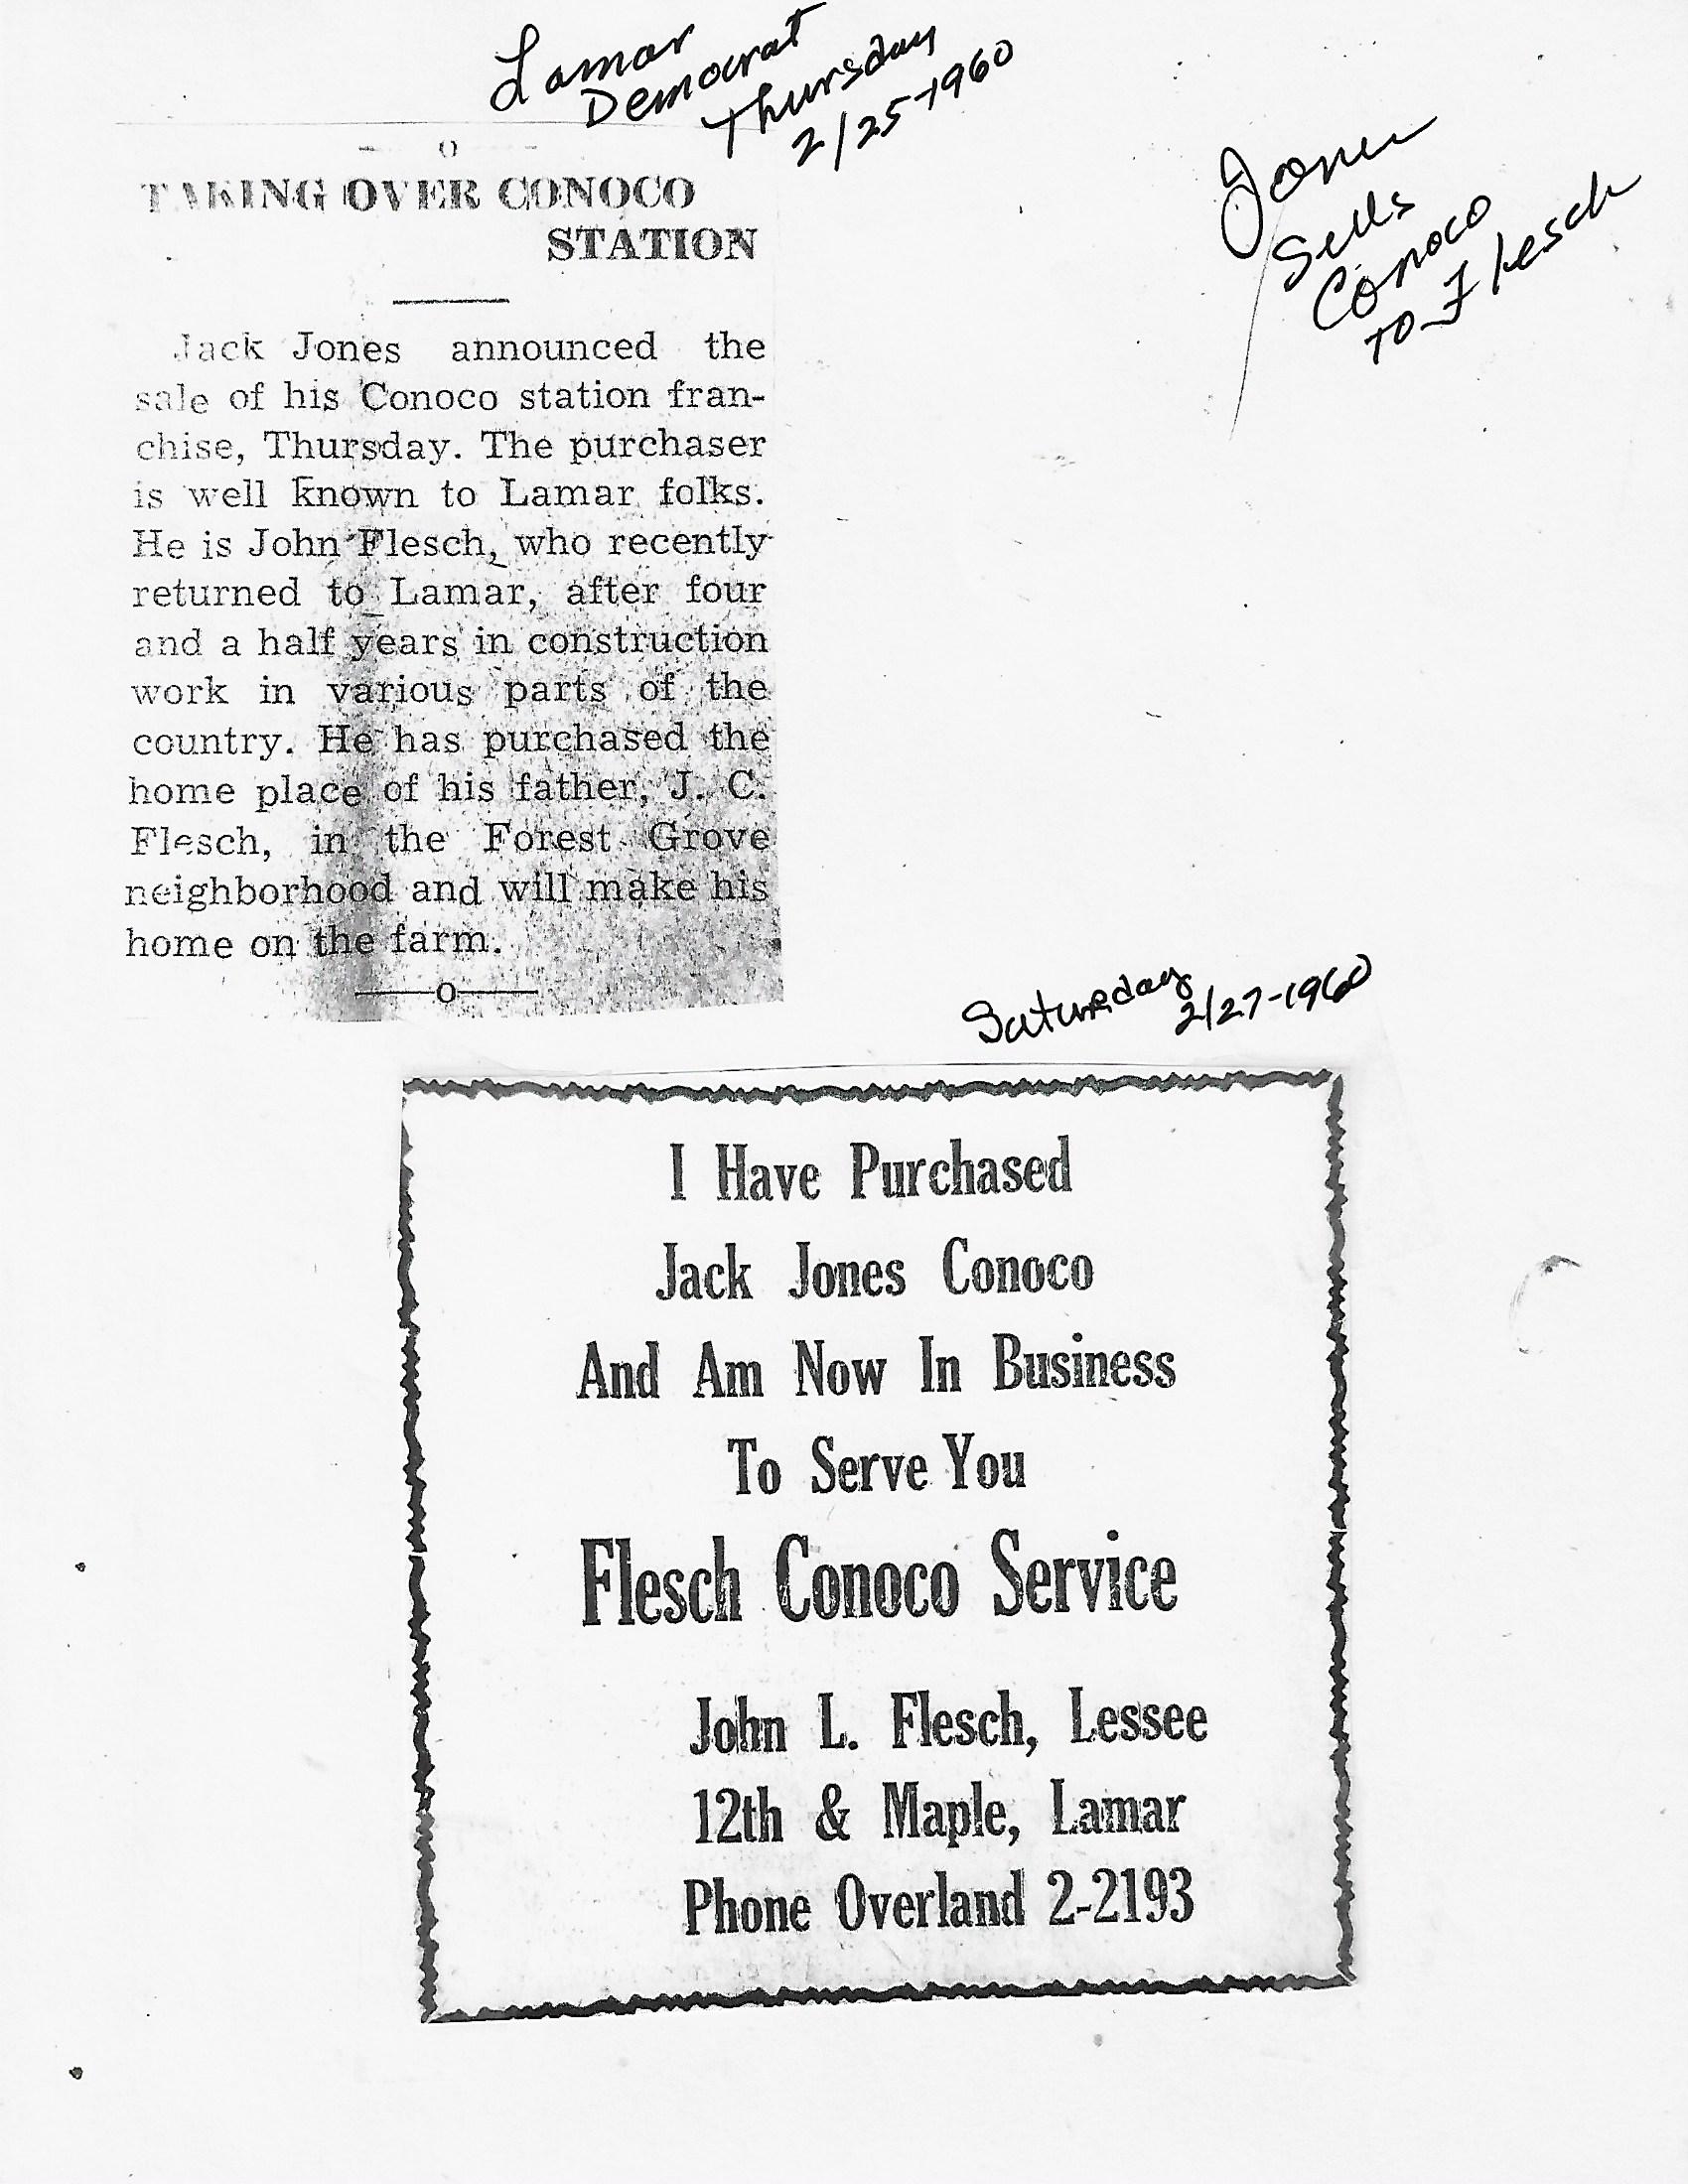 Lamar
Democrat
Thursday
2/25-1960
Jones
Sells
Conoco
to Flesch
TAKING OVER CONOCO
STATION
Jack Jones announced the
sale of his Conoco station fran-
chise, Thursday. The purchaser
is well known to Lamar folks.
He is John Flesch, who recently
returned to Lamar, after four
and a half years in construction
work in various parts of the
country. He has purchased the
home place of his father, J. C.
Flesch, in the Forest Grove
neighborhood and will make his
home on the farm.
Saturday
2/27-1960
I Have Purchased
Jack Jones Conoco
And Am Now In Business
To Serve You
Flesch Conoco Service
John L. Flesch, Lessee
12th & Maple, Lamar
Phone Overland 2-2193